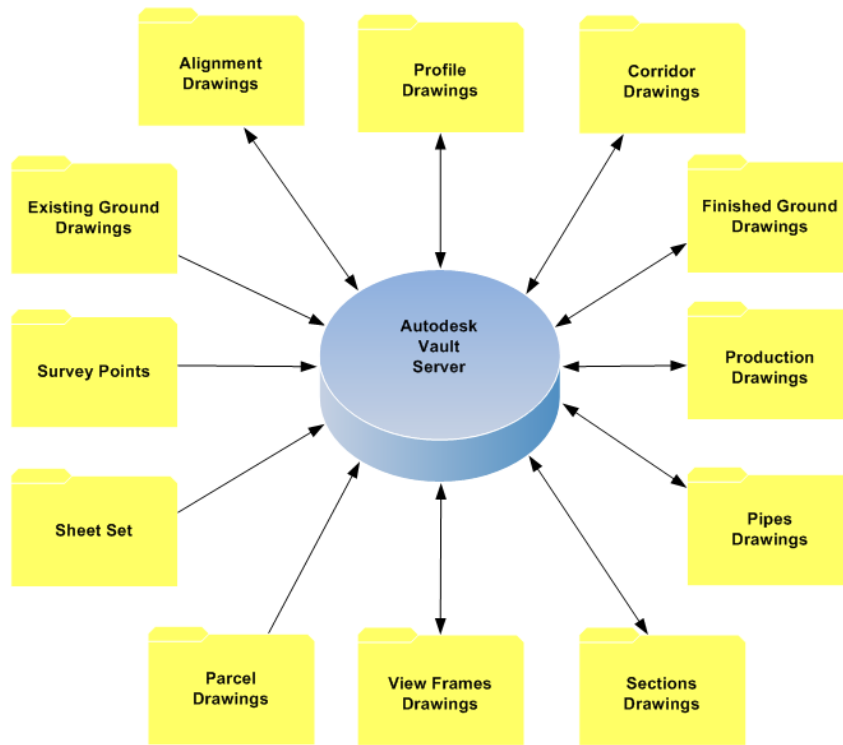 Alignment
Drawings
Profile
Drawings
Corridor
Drawings
Existing Ground
Drawings
Finished Ground
Drawings
Autodesk
Vault
Server
Survey Points
Production
Drawings
Sheet Set
Pipes
Drawings
Parcel
Drawings
View Frames
Drawings
Sections
Drawings